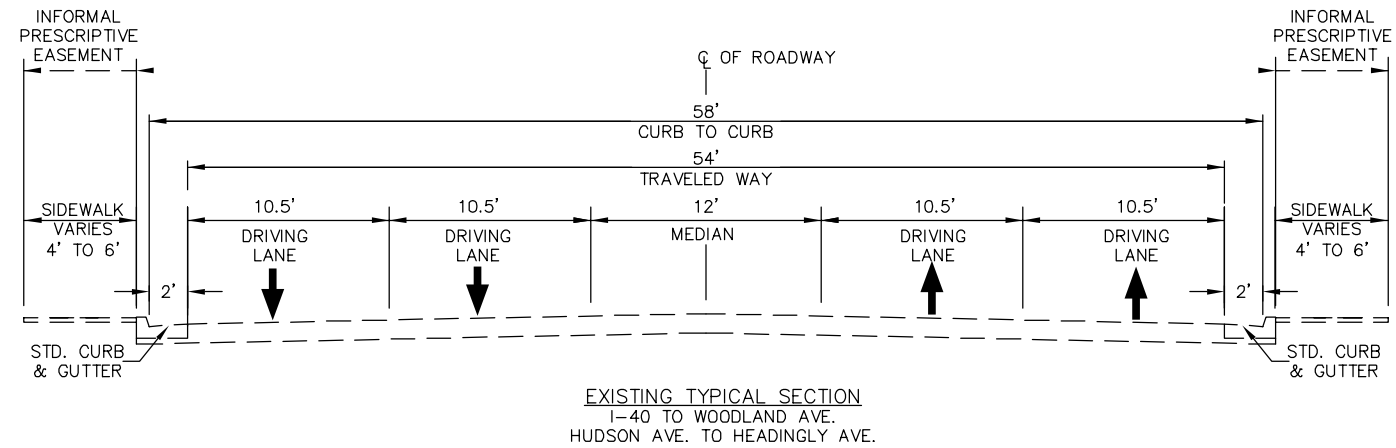 INFORMAL
PRESCRIPTIVE
EASEMENT
℄ OF ROADWAY
INFORMAL
PRESCRIPTIVE
EASEMENT
58'
CURB TO CURB
54'
TRAVELED WAY
SIDEWALK
VARIES
4' TO 6'
10.5'
DRIVING
LANE
10.5'
DRIVING
LANE
12'
MEDIAN
10.5'
DRIVING
LANE
10.5'
DRIVING
LANE
SIDEWALK
VARIES
4' TO 6'
2'
2'
STD. CURB
& GUTTER
STD. CURB
& GUTTER
EXISTING TYPICAL SECTION
I-40 TO WOODLAND AVE.
HUDSON AVE. TO HEADINGLY AVE.